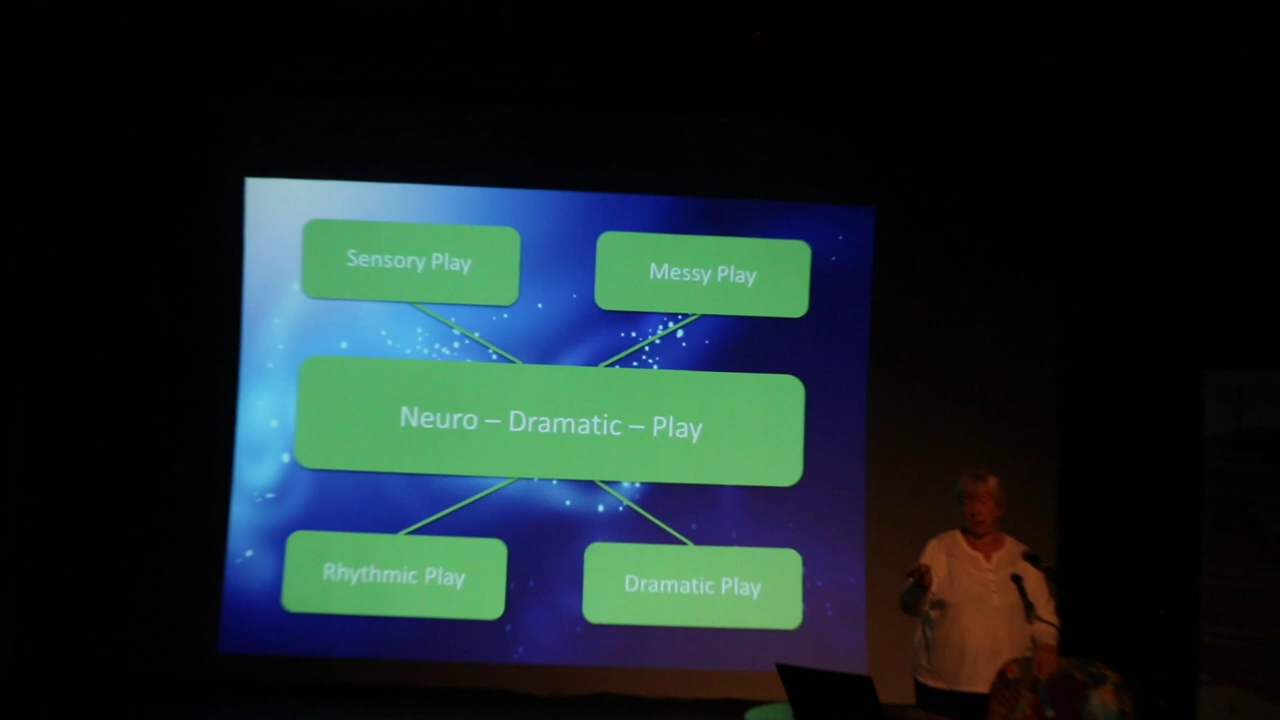 Sensory Play
Messy Play
Neuro – Dramatic – Play
Rhythmic Play
Dramatic Play